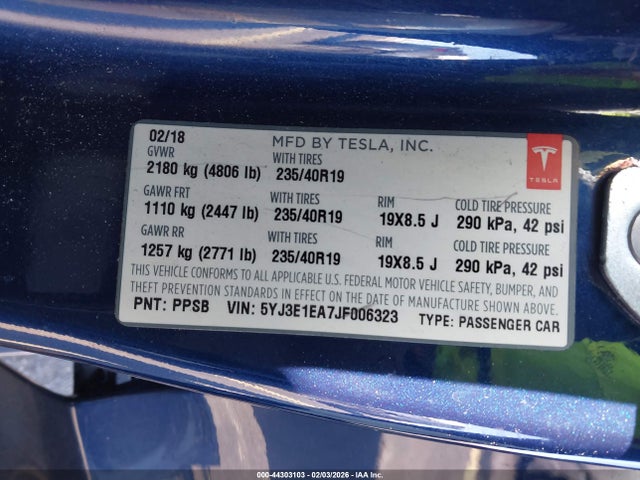 02/18 MFD BY TESLA, INC.
GVWR WITH TIRES
2180 kg (4806 lb) 235/40R19
TESLA
GAWR FRT WITH TIRES RIM COLD TIRE PRESSURE
1110 kg (2447 lb) 235/40R19 19X8.5 J 290 kPa, 42 psi
GAWR RR WITH TIRES RIM COLD TIRE PRESSURE
1257 kg (2771 lb) 235/40R19 19X8.5 J 290 kPa, 42 psi
THIS VEHICLE CONFORMS TO ALL APPLICABLE U.S. FEDERAL MOTOR VEHICLE SAFETY, BUMPER, AND
THEFT PREVENTION STANDARDS IN EFFECT ON THE DATE OF MANUFACTURE SHOWN ABOVE.
PNT: PPSB VIN: 5YJ3E1EA7JF006323 TYPE: PASSENGER CAR
000-44303103 - 02/03/2026 - IAA Inc.